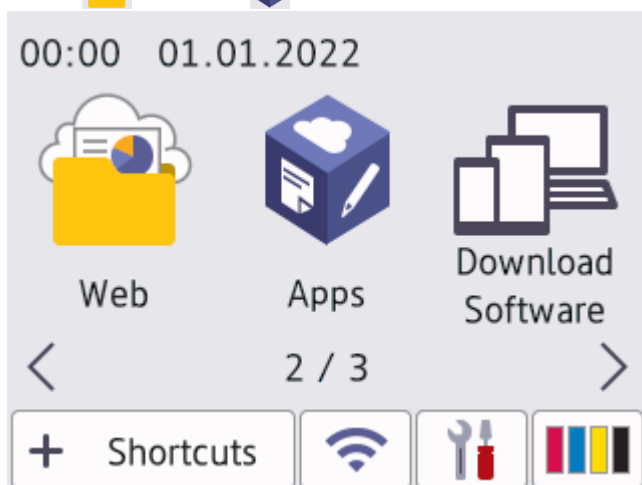 00:00 01.01.2022
Web
Apps
Download
Software
2 / 3
+ Shortcuts